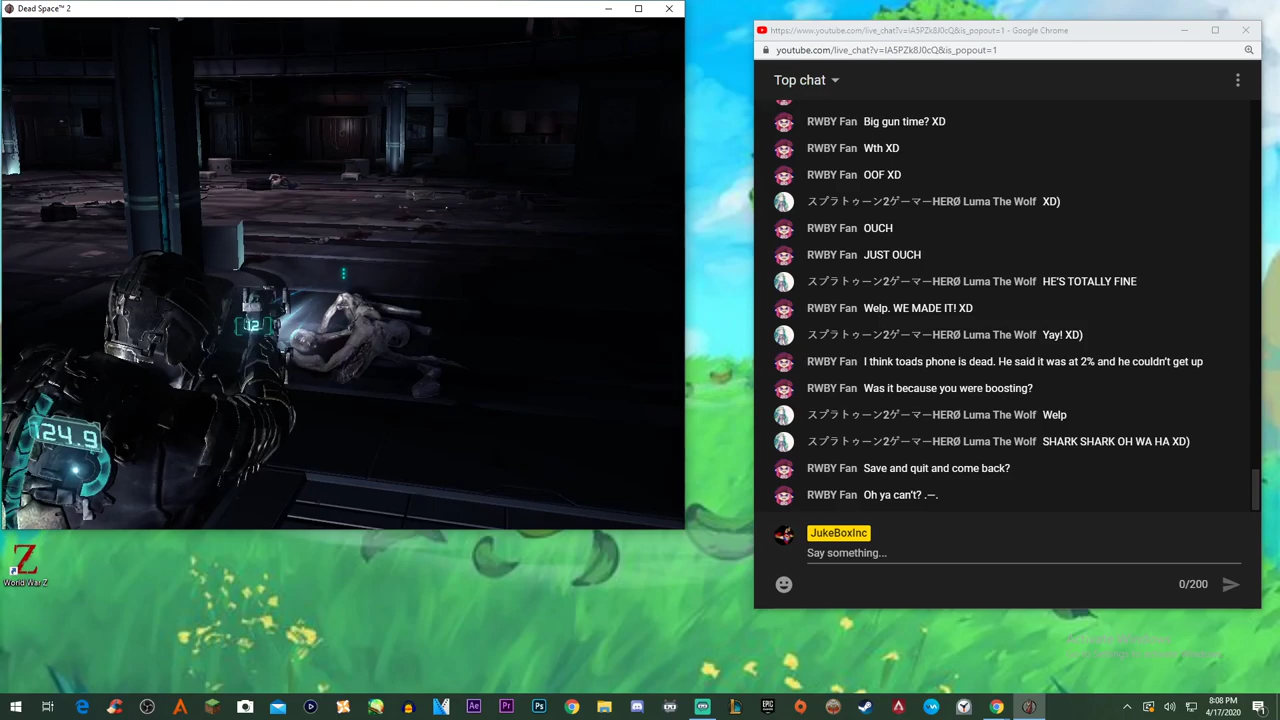 Dead Space™ 2
12
124.9
World War Z
https://www.youtube.com/live_chat?v=IA5PZk8J0cQ&is_popout=1 - Google Chrome
youtube.com/live_chat?v=IA5PZk8J0cQ&is_popout=1
Top chat
RWBY Fan Big gun time? XD
RWBY Fan Wth XD
RWBY Fan OOF XD
スプラトゥーン2ゲーマーHERØ Luma The Wolf XD)
RWBY Fan OUCH
RWBY Fan JUST OUCH
スプラトゥーン2ゲーマーHERØ Luma The Wolf HE'S TOTALLY FINE
RWBY Fan Welp. WE MADE IT! XD
スプラトゥーン2ゲーマーHERØ Luma The Wolf Yay! XD)
RWBY Fan I think toads phone is dead. He said it was at 2% and he couldn't get up
RWBY Fan Was it because you were boosting?
スプラトゥーン2ゲーマーHERØ Luma The Wolf Welp
スプラトゥーン2ゲーマーHERØ Luma The Wolf SHARK SHARK OH WA HA XD)
RWBY Fan Save and quit and come back?
RWBY Fan Oh ya can't? .—.
JukeBoxInc
Say something...
0/200
8:08 PM
4/17/2020